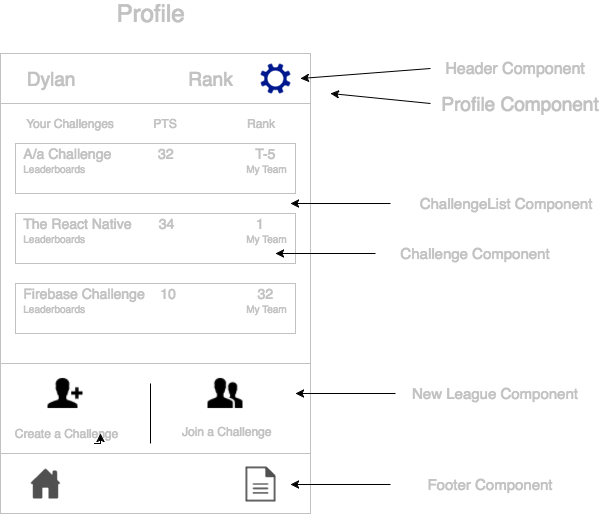 Profile
Dylan Rank
Header Component
Profile Component
Your Challenges PTS Rank
A/a Challenge 32 T-5
Leaderboards My Team
ChallengeList Component
The React Native 34 1
Leaderboards My Team
Challenge Component
Firebase Challenge 10 32
Leaderboards My Team
New League Component
Create a Challenge Join a Challenge
Footer Component